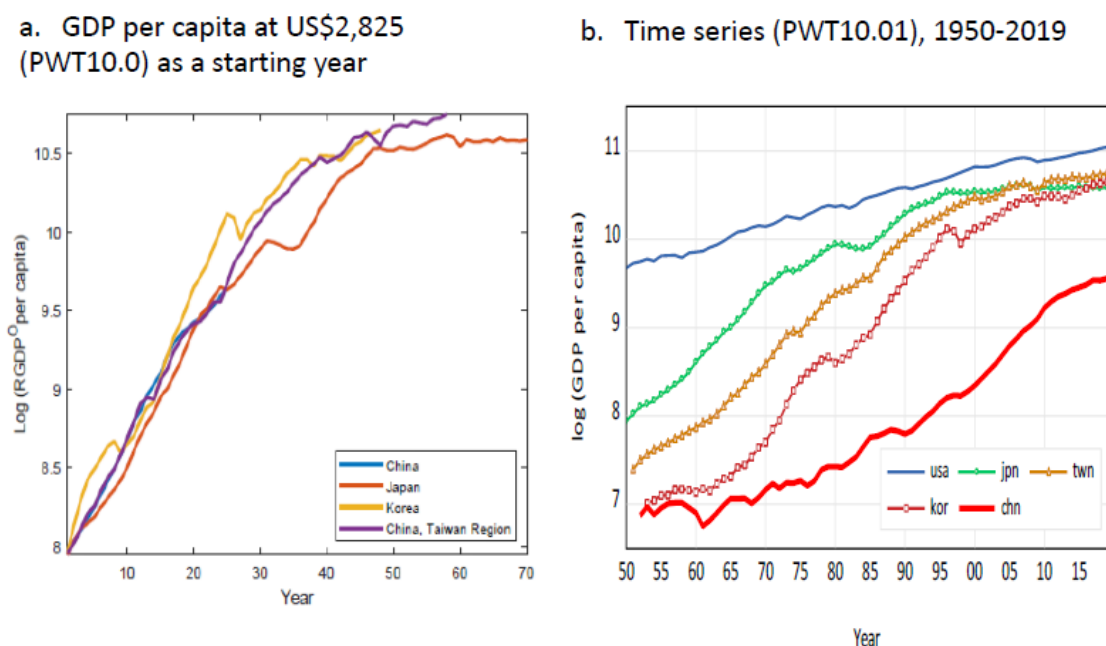 a. GDP per capita at US$2,825
(PWT10.0) as a starting year
Log (RGDP^O per capita)
10.5
10
9.5
9
8.5
8
10 20 30 40 50 60 70
Year
China
Japan
Korea
China, Taiwan Region
b. Time series (PWT10.01), 1950-2019
log (GDP per capita)
11
10
9
8
7
50 55 60 65 70 75 80 85 90 95 00 05 10 15
Year
usa jpn twn
kor chn